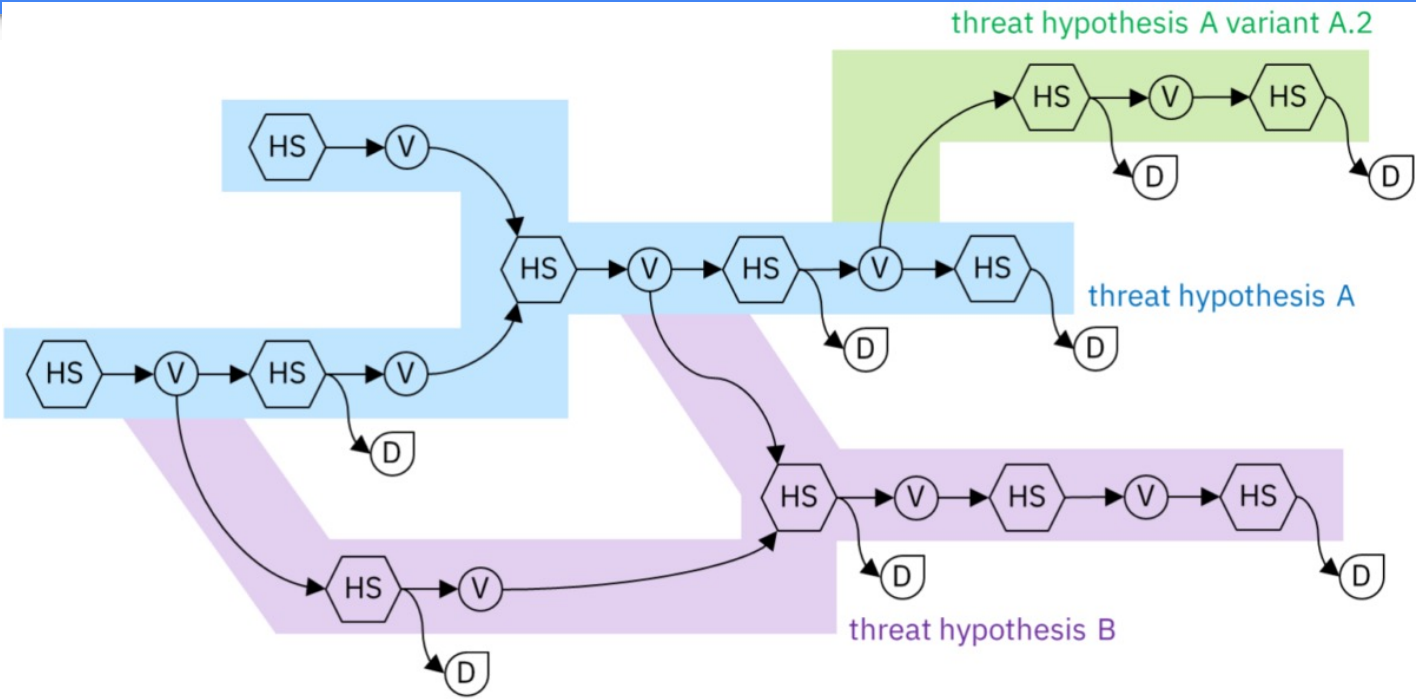 threat hypothesis A variant A.2
HS V HS
HS V
D D
HS V HS V HS
threat hypothesis A
D D
HS V HS V
D
HS V HS V HS
D D
HS V
threat hypothesis B
D